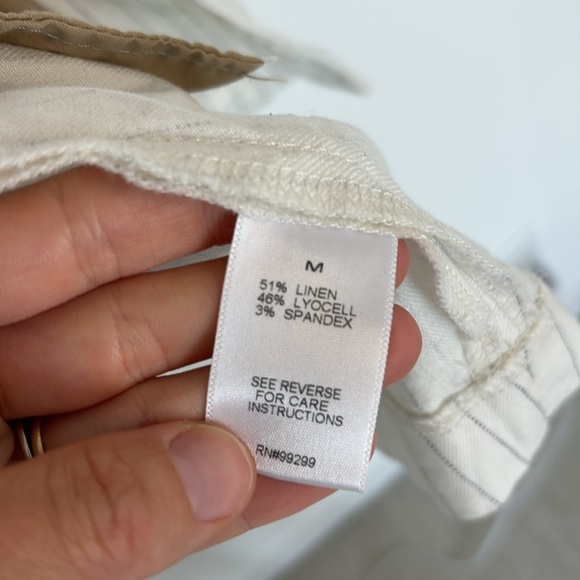 M
51% LINEN
46% LYOCELL
3% SPANDEX
SEE REVERSE
FOR CARE
INSTRUCTIONS
RN#99299